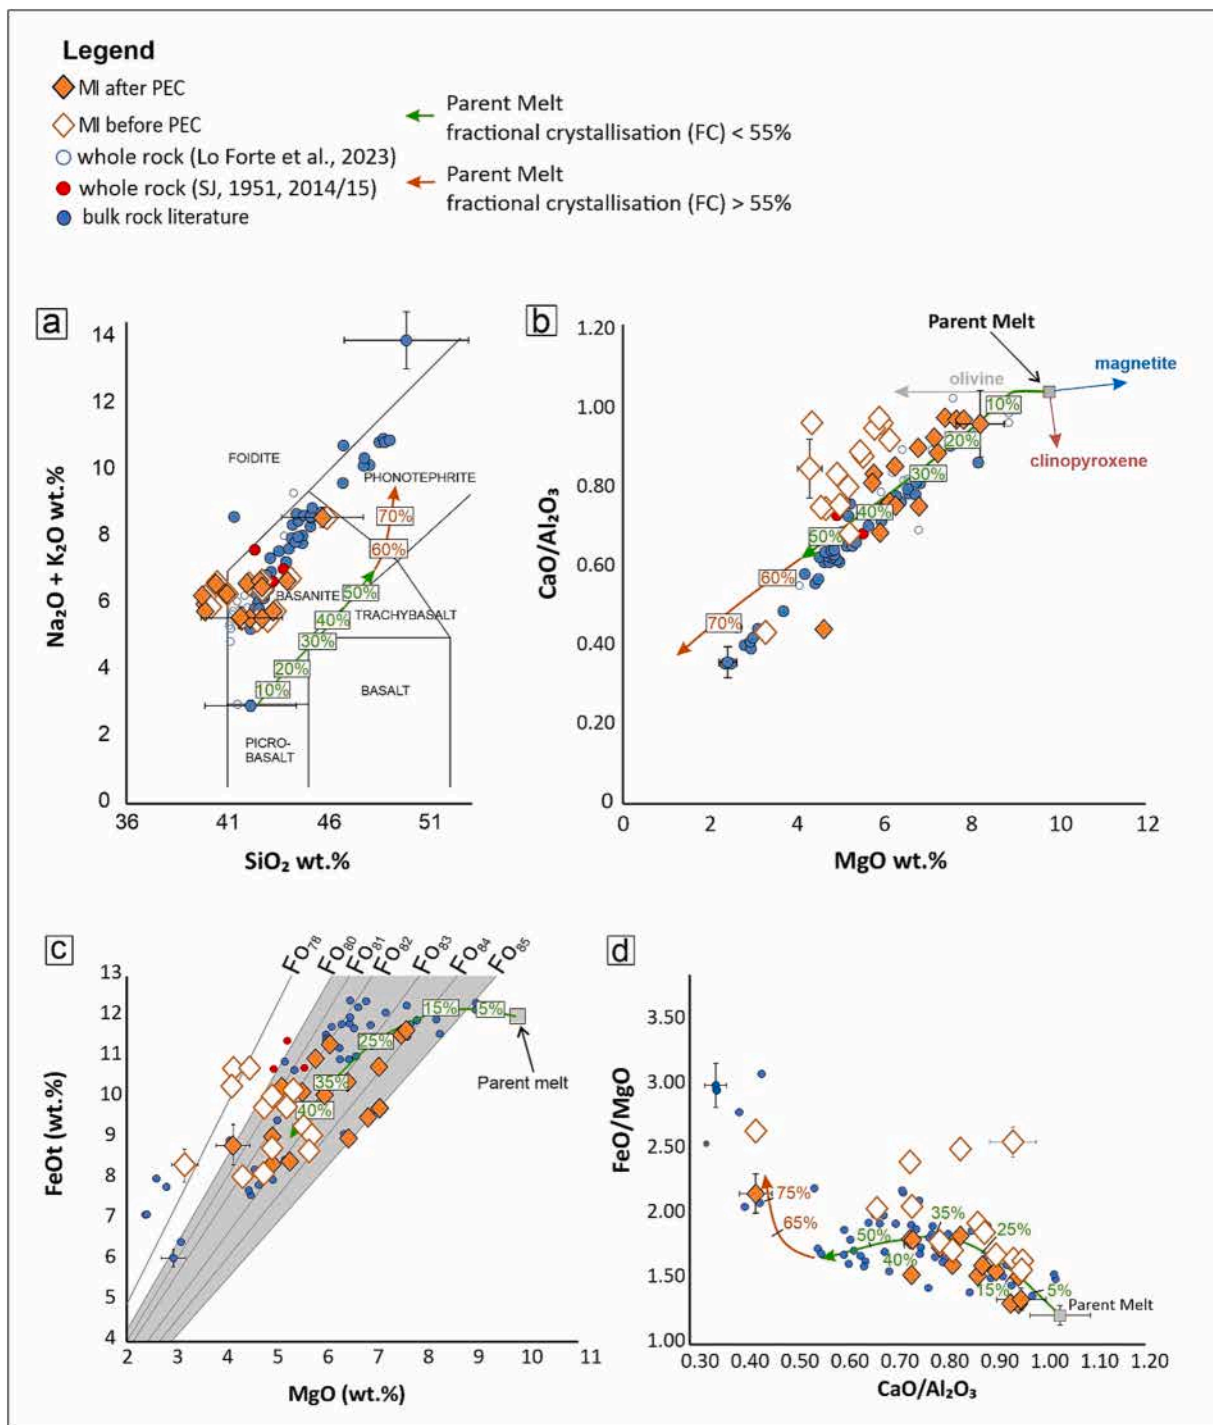 Legend
MI after PEC
MI before PEC
whole rock (Lo Forte et al., 2023)
whole rock (SJ, 1951, 2014/15)
bulk rock literature
Parent Melt
fractional crystallisation (FC) < 55%
Parent Melt
fractional crystallisation (FC) > 55%
a
Na₂O + K₂O wt.%
14
12
10
8
6
4
2
0
36
41
46
51
SiO₂ wt.%
FOIDITE
PHONOTEPHRITE
BASANITE
TRACHYBASALT
BASALT
PICRO-
BASALT
70%
60%
50%
40%
30%
20%
10%
b
CaO/Al₂O₃
1.20
1.00
0.80
0.60
0.40
0.20
0
0
2
4
6
8
10
12
MgO wt.%
Parent Melt
magnetite
olivine
clinopyroxene
10%
20%
30%
40%
50%
60%
70%
c
FeOt (wt.%)
13
12
11
10
9
8
7
6
5
4
2
3
4
5
6
7
8
9
10
11
MgO (wt.%)
Fo₇₈
Fo₈₀
Fo₈₁
Fo₈₂
Fo₈₃
Fo₈₄
Fo₈₅
15%
5%
25%
35%
40%
Parent melt
d
FeO/MgO
3.50
3.00
2.50
2.00
1.50
1.00
0.30
0.40
0.50
0.60
0.70
0.80
0.90
1.00
1.10
1.20
CaO/Al₂O₃
75%
65%
50%
40%
35%
25%
15%
5%
Parent Melt